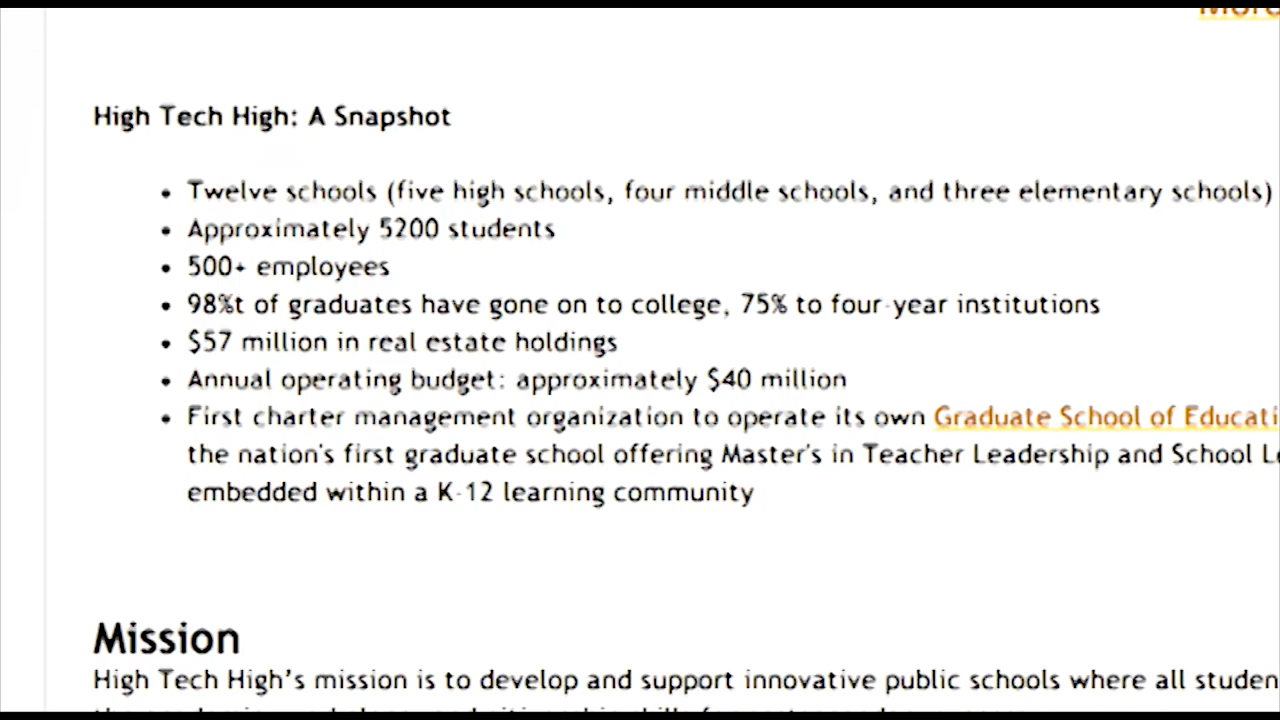 More
High Tech High: A Snapshot
• Twelve schools (five high schools, four middle schools, and three elementary schools)
• Approximately 5200 students
• 500+ employees
• 98%t of graduates have gone on to college, 75% to four-year institutions
• $57 million in real estate holdings
• Annual operating budget: approximately $40 million
• First charter management organization to operate its own Graduate School of Educati
the nation's first graduate school offering Master's in Teacher Leadership and School Le
embedded within a K-12 learning community
Mission
High Tech High's mission is to develop and support innovative public schools where all studen